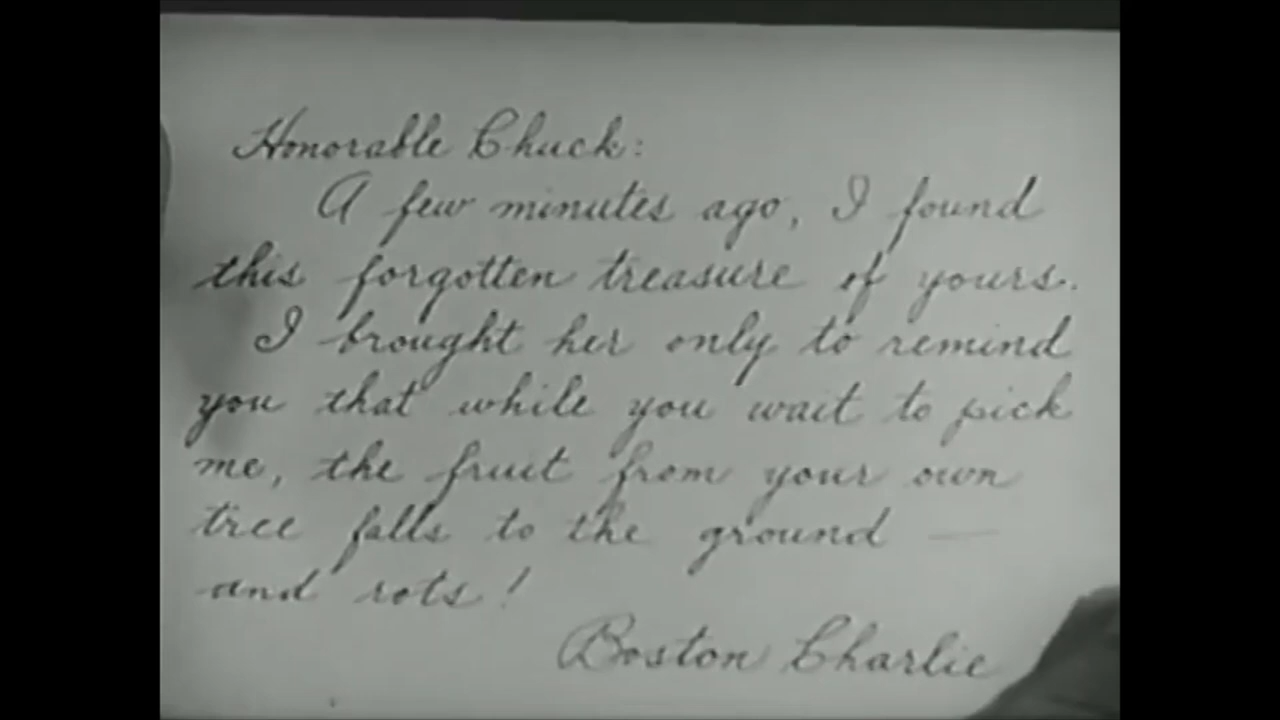 Honorable Chuck:
A few minutes ago, I found
this forgotten treasure of yours.
I brought her only to remind
you that while you wait to pick
me, the fruit from your own
tree falls to the ground —
and rots!
Boston Charlie